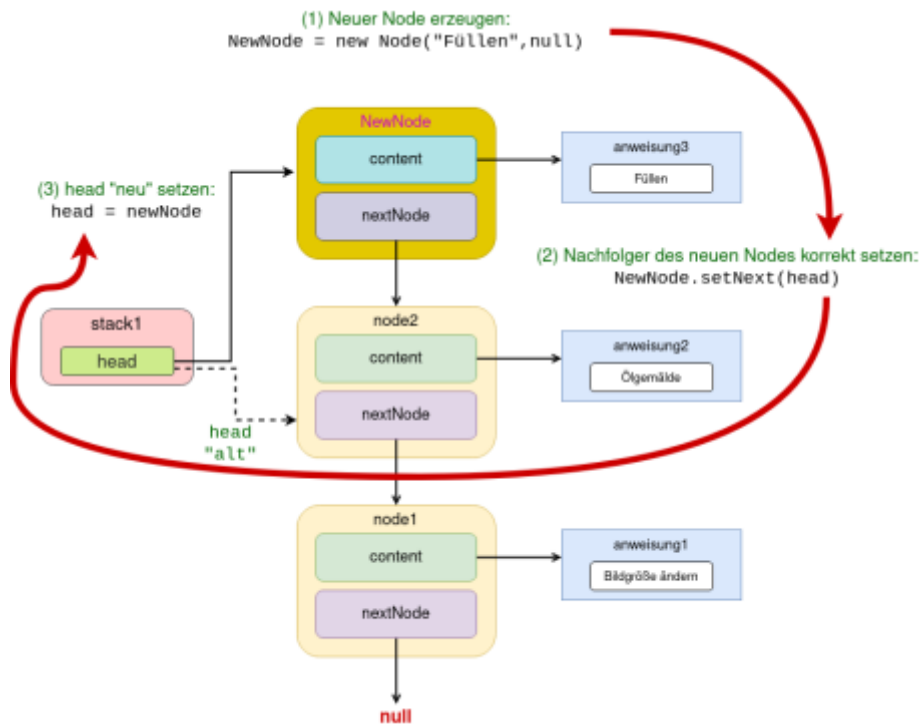 (1) Neuer Node erzeugen:
NewNode = new Node("Füllen",null)
NewNode
content
nextNode
anweisung3
Füllen
(3) head "neu" setzen:
head = newNode
(2) Nachfolger des neuen Nodes korrekt setzen:
NewNode.setNext(head)
stack1
head
head
"alt"
node2
content
nextNode
anweisung2
Ölgemälde
node1
content
nextNode
anweisung1
Bildgröße ändern
null